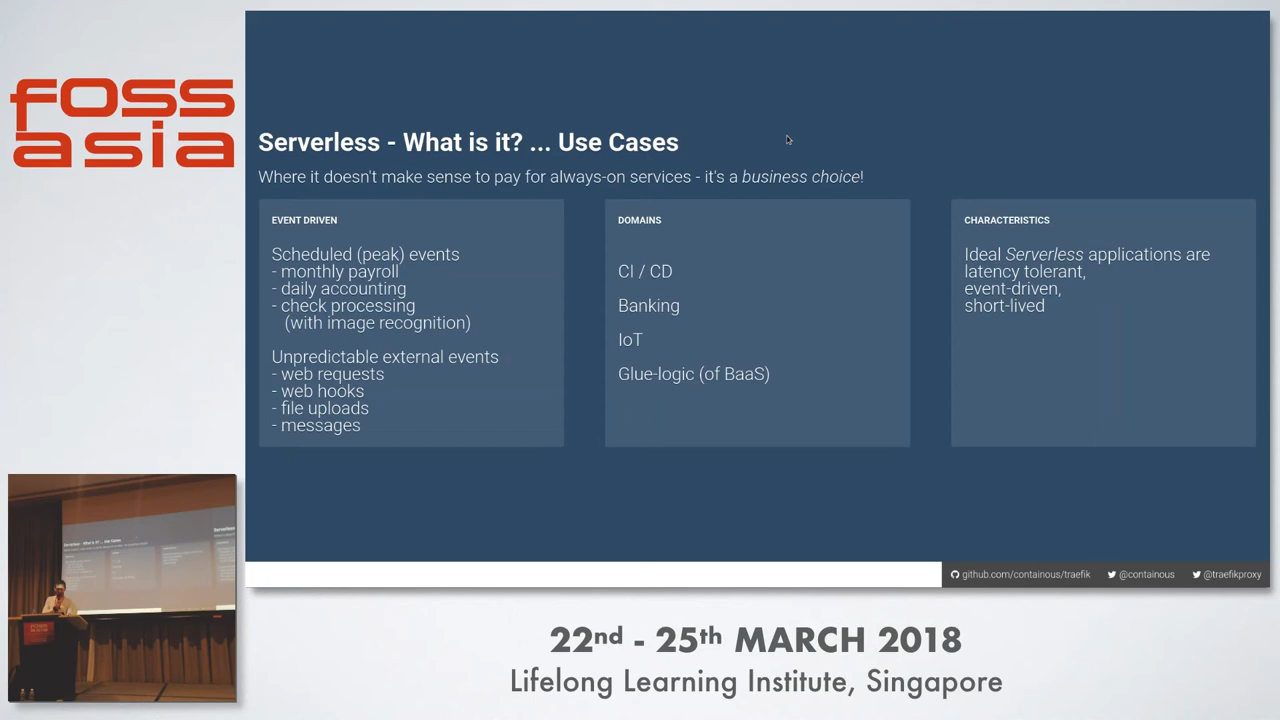 foss
asia
Serverless - What is it? ... Use Cases
Where it doesn't make sense to pay for always-on services - it's a business choice!
EVENT DRIVEN
Scheduled (peak) events
- monthly payroll
- daily accounting
- check processing
(with image recognition)
Unpredictable external events
- web requests
- web hooks
- file uploads
- messages
DOMAINS
CI / CD
Banking
IoT
Glue-logic (of BaaS)
CHARACTERISTICS
Ideal Serverless applications are
latency tolerant,
event-driven,
short-lived
github.com/containous/traefik @containous @traefikproxy
22nd - 25th MARCH 2018
Lifelong Learning Institute, Singapore